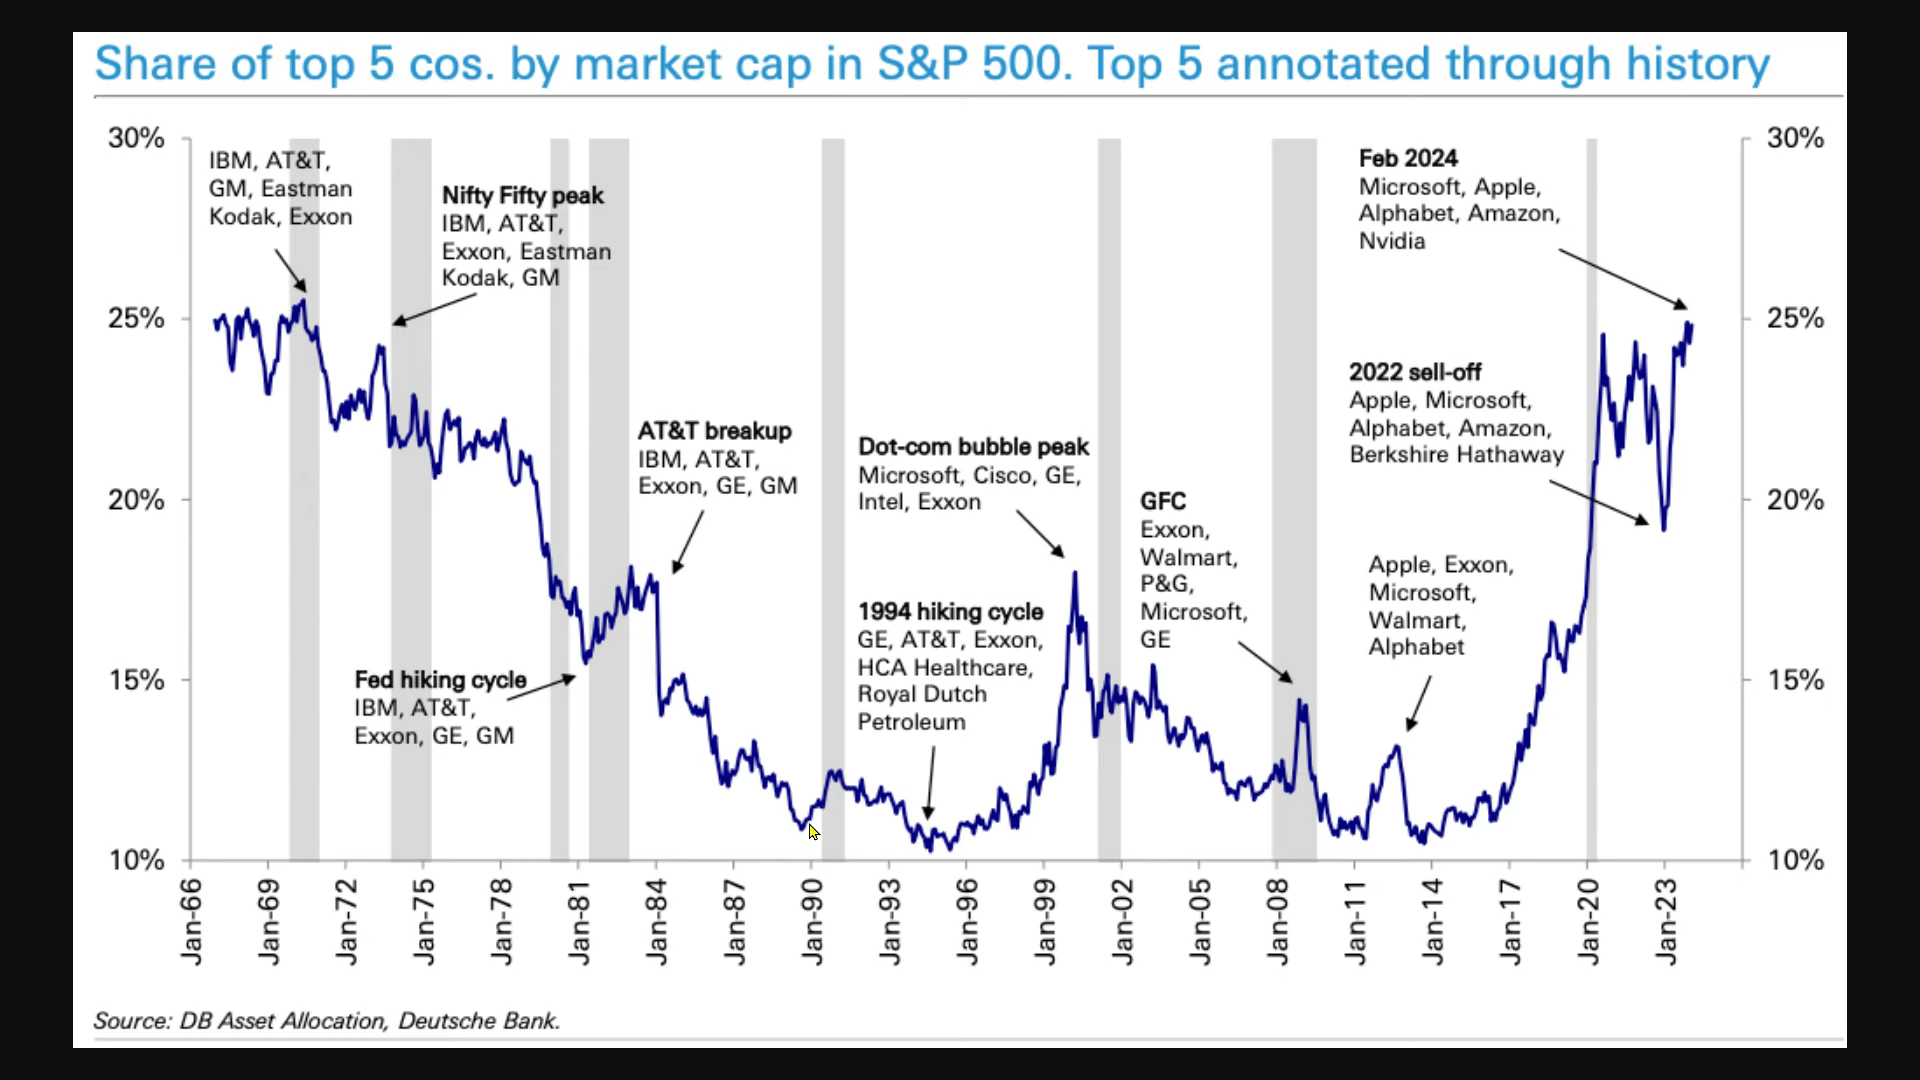 Share of top 5 cos. by market cap in S&P 500. Top 5 annotated through history
30%
25%
20%
15%
10%
IBM, AT&T,
GM, Eastman
Kodak, Exxon
Nifty Fifty peak
IBM, AT&T,
Exxon, Eastman
Kodak, GM
Fed hiking cycle
IBM, AT&T,
Exxon, GE, GM
AT&T breakup
IBM, AT&T,
Exxon, GE, GM
Dot-com bubble peak
Microsoft, Cisco, GE,
Intel, Exxon
1994 hiking cycle
GE, AT&T, Exxon,
HCA Healthcare,
Royal Dutch
Petroleum
GFC
Exxon,
Walmart,
P&G,
Microsoft,
GE
Feb 2024
Microsoft, Apple,
Alphabet, Amazon,
Nvidia
2022 sell-off
Apple, Microsoft,
Alphabet, Amazon,
Berkshire Hathaway
Apple, Exxon,
Microsoft,
Walmart,
Alphabet
30%
25%
20%
15%
10%
Jan-66
Jan-69
Jan-72
Jan-75
Jan-78
Jan-81
Jan-84
Jan-87
Jan-90
Jan-93
Jan-96
Jan-99
Jan-02
Jan-05
Jan-08
Jan-11
Jan-14
Jan-17
Jan-20
Jan-23
Source: DB Asset Allocation, Deutsche Bank.